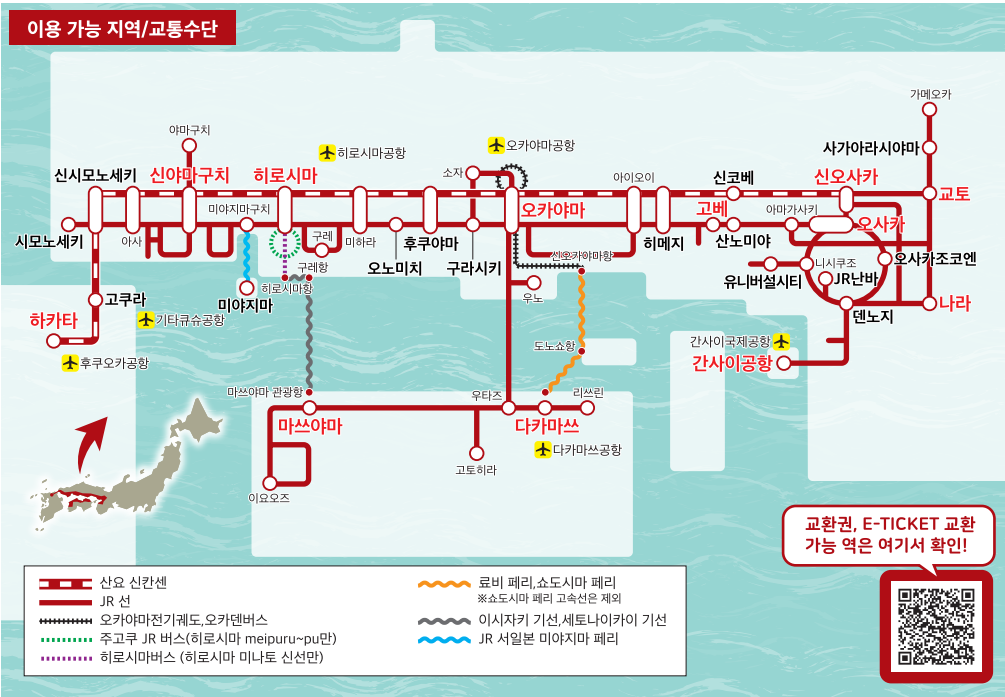 이용 가능 지역/교통수단
가메오카
야마구치
히로시마공항
오카야마공항
사가아라시야마
신시모노세키
신야마구치
히로시마
소자
아이오이
신코베
신오사카
교토
미야지마구치
오카야마
고베
아마가사키
오사카
시모노세키
아사
구레
미하라
후쿠야마
히메지
산노미야
오노미치
구라시키
신오카야마항
오사카조코엔
니시쿠조
구레항
유니버설시티
JR난바
히로시마항
우노
고쿠라
미야지마
나라
하카타
기타큐슈공항
덴노지
도노쇼항
간사이국제공항
후쿠오카공항
간사이공항
마쓰야마 관광항
우타즈
리쓰린
마쓰야마
다카마쓰
다카마쓰공항
고토히라
이요오즈
교환권, E-TICKET 교환
가능 역은 여기서 확인!
산요 신칸센
JR 선
오카야마전기궤도,오카덴버스
주고쿠 JR 버스(히로시마 meipuru~pu만)
히로시마버스 (히로시마 미나토 신선만)
료비 페리,쇼도시마 페리
※쇼도시마 페리 고속선은 제외
이시자키 기선,세토나이카이 기선
JR 서일본 미야지마 페리